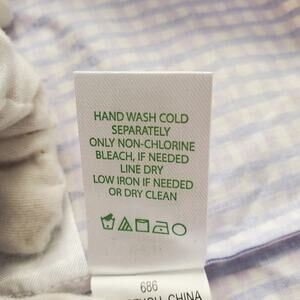 HAND WASH COLD
SEPARATELY
ONLY NON-CHLORINE
BLEACH, IF NEEDED
LINE DRY
LOW IRON IF NEEDED
OR DRY CLEAN
686
CHINA